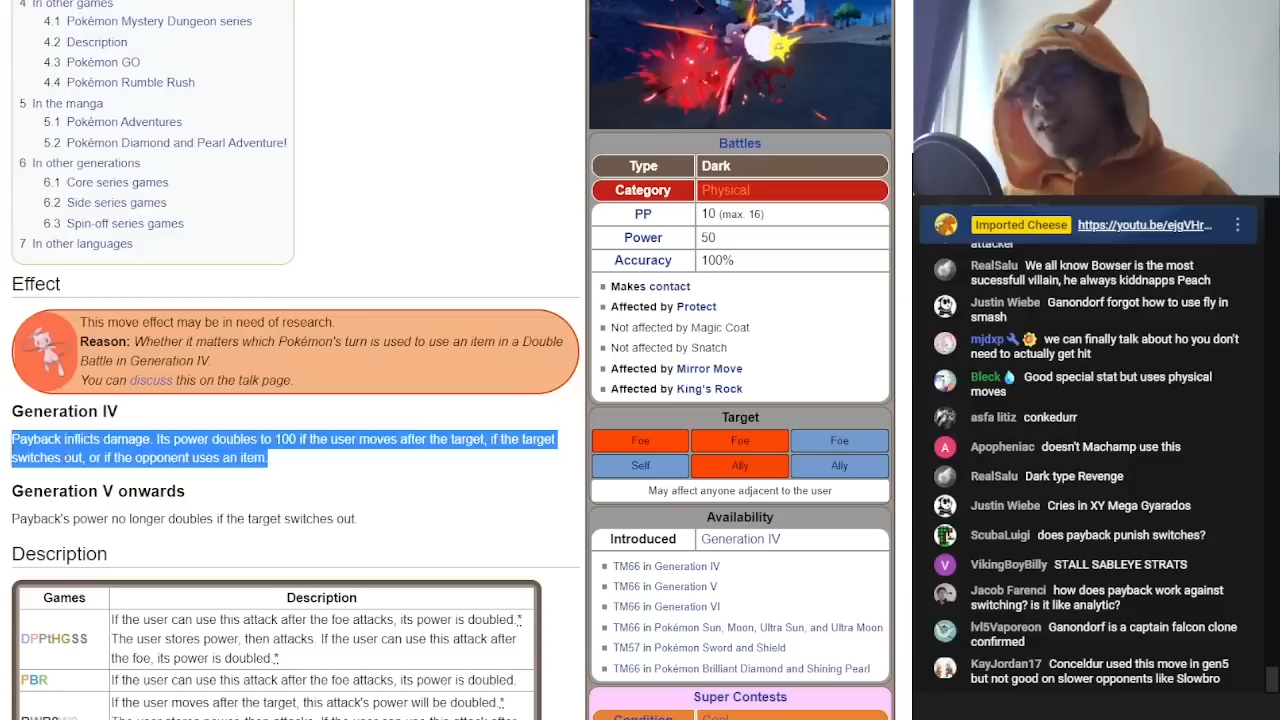 4 In other games
4.1 Pokémon Mystery Dungeon series
4.2 Description
4.3 Pokémon GO
4.4 Pokémon Rumble Rush
5 In the manga
5.1 Pokémon Adventures
5.2 Pokémon Diamond and Pearl Adventure!
6 In other generations
6.1 Core series games
6.2 Side series games
6.3 Spin-off series games
7 In other languages
Effect
This move effect may be in need of research.
Reason: Whether it matters which Pokémon's turn is used to use an item in a Double
Battle in Generation IV.
You can discuss this on the talk page.
Generation IV
Payback inflicts damage. Its power doubles to 100 if the user moves after the target, if the target
switches out, or if the opponent uses an item.
Generation V onwards
Payback's power no longer doubles if the target switches out.
Description
Games Description
DPPtHGSS
If the user can use this attack after the foe attacks, its power is doubled.*
The user stores power, then attacks. If the user can use this attack after
the foe, its power is doubled.*
PBR If the user can use this attack after the foe attacks, its power is doubled.
If the user moves after the target, this attack's power will be doubled.*
The user stores power, then attacks. If the user can use this attack after
Battles
Type Dark
Category Physical
PP 10 (max. 16)
Power 50
Accuracy 100%
Makes contact
Affected by Protect
Not affected by Magic Coat
Not affected by Snatch
Affected by Mirror Move
Affected by King's Rock
Target
Foe Foe Foe
Self Ally Ally
May affect anyone adjacent to the user
Availability
Introduced Generation IV
TM66 in Generation IV
TM66 in Generation V
TM66 in Generation VI
TM66 in Pokémon Sun, Moon, Ultra Sun, and Ultra Moon
TM57 in Pokémon Sword and Shield
TM66 in Pokémon Brilliant Diamond and Shining Pearl
Super Contests
Condition Cool
Imported Cheese https://youtu.be/ejgVHr...
attacker
RealSalu We all know Bowser is the most
sucessfull villain, he always kiddnapps Peach
Justin Wiebe Ganondorf forgot how to use fly in
smash
mjdxp we can finally talk about ho you don't
need to actually get hit
Bleck Good special stat but uses physical
moves
asfa litiz conkedurr
A Apopheniac doesn't Machamp use this
RealSalu Dark type Revenge
Justin Wiebe Cries in XY Mega Gyarados
ScubaLuigi does payback punish switches?
V VikingBoyBilly STALL SABLEYE STRATS
Jacob Farenci how does payback work against
switching? is it like analytic?
lvl5Vaporeon Ganondorf is a captain falcon clone
confirmed
KayJordan17 Conceldur used this move in gen5
but not good on slower opponents like Slowbro